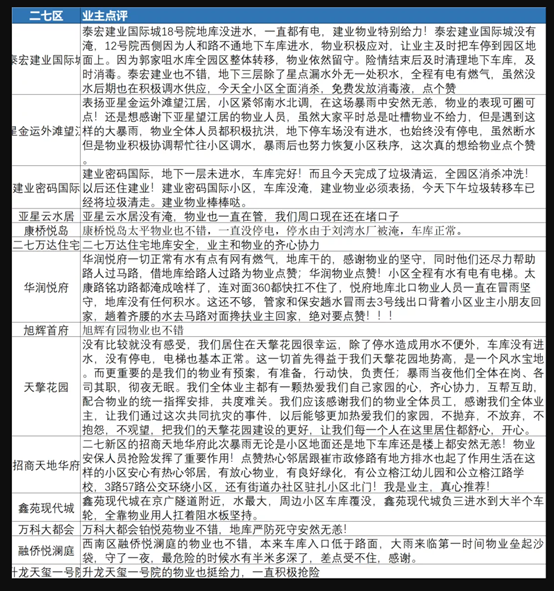 二七区 业主点评
泰宏建业国际城18号院地库没进水，一直都有电，建业物业特别给力！泰宏建业国际城没有
淹，12号院西侧因为人和路不通地下车库进水，物业积极应对，让业主及时把车停到园区地
泰宏建业国际城 面上。因为郭家咀水库全园区整体转移，物业依然留守。险情结束后及时清理地下车库，及
时消毒。泰宏建业也不错，地下三层除了星点漏水外无一处积水，全程有电有燃气，虽然没
水后期也在积极调水供应，今天全小区全面消杀，免费发放消毒液，点个赞
表扬亚星金运外滩望江居，小区紧邻南水北调，在这场暴雨中安然无恙，物业的表现可圈可
点！还是想感谢下亚星望江居的物业人员，虽然大家平时总是吐槽物业不给力，但是遇到这
星金运外滩望江 样的大暴雨，物业全体人员都积极抗洪，地下停车场没有进水，也始终没有停电，虽然断水
但是物业积极协调帮忙往小区调水，暴雨后也努力恢复小区秩序，这次真的想给物业点个赞
。
建业密码国际，地下一层未进水，车库完好！而且今天完成了垃圾清运，全园区消杀冲洗！
建业密码国际 以后还住建业！建业密码国际小区，车没淹，建业物业必须表扬，今天下午垃圾转移车已
经将垃圾清走。建业物业棒棒哒。
亚星云水居 亚星云水居没有淹，物业也一直在管，我们周口现在还在堵口子
康桥悦岛 康桥悦岛太平物业也不错，一直没停电，停水由于刘湾水厂被淹，车库正常。
二七万达住宅 二七万达住宅地库安全，业主和物业的齐心协力
华润悦府一切正常有水有点有网有燃气，地库干的，感谢物业的坚守，同时他们还尽力帮助
路人过马路，借地库给路人过路为物业点赞；华润物业点赞！小区全程有水有电有电梯。太
华润悦府 康路铭功路都淹成啥样了，连对面360都快扛不住了，悦府地库北口物业人员一直在冒雨坚
守，地库没有任何积水。这还不够，管家和保安趟水冒雨去3号线出口背着小区业主小朋友回
家，趟着齐腰的水去马路对面搀扶业主回家，绝对要点赞！！！
旭辉首府 旭辉有园物业也不错
没有比较就没有感受，我们居住在天擎花园很幸运，除了停水造成用水不便外，车库没有进
水，没有停电，电梯也基本正常。这一切首先得益于我们天擎花园地势高，是一个风水宝地
。而更重要的是我们的物业有预案，有准备，行动快，负责任；暴雨当夜他们全体在岗、各
天擎花园 司其职，彻夜无眠。我们全体业主都有一颗热爱我们自己家园的心，齐心协力，互帮互助，
配合物业的统一指挥安排，共度难关。我们应该感谢我们的物业全体员工，感谢我们全体业
主，让我们通过这次共同抗灾的事件，以后能够更加热爱我们的家园，不抛弃，不放弃，不
抱怨，不观望，把我们的天擎花园建设的更好，让我们每一个人在这里居住都舒心，开心。
二七新区的招商天地华府此次暴雨无论是小区地面还是地下车库还是楼上都安然无恙！物业
安保人员抢险发挥了重要作用！点赞热心邻居跟崔市政修路有地方排水也起了作用生活在这
招商天地华府 样的小区安心有热心邻居，有放心物业，有良好绿化，有公立榕江幼儿园和公立榕江路学
校，3路57路公交环绕小区，还有街道办社区驻扎小区北门！我是业主，真心推荐！
鑫苑现代城 鑫苑现代在京广隧道附近，水最大，周边小区车库覆没，鑫苑现代城负三进水到大半个车
轮，全靠物业用人扛着阻水板坚持。
万科大都会 万科大都会铂悦苑物业不错，地库严防死守安然无恙！
西南区融侨悦澜庭的物业也不错，本来车库入口低于路面，大雨来临第一时间物业垒起沙
融侨悦澜庭 袋，守了一夜，最危险的时候水有半米多深了，差点受不住，感谢。
升龙天玺一号院 升龙天玺一号院的物业也挺给力，一直积极抢险